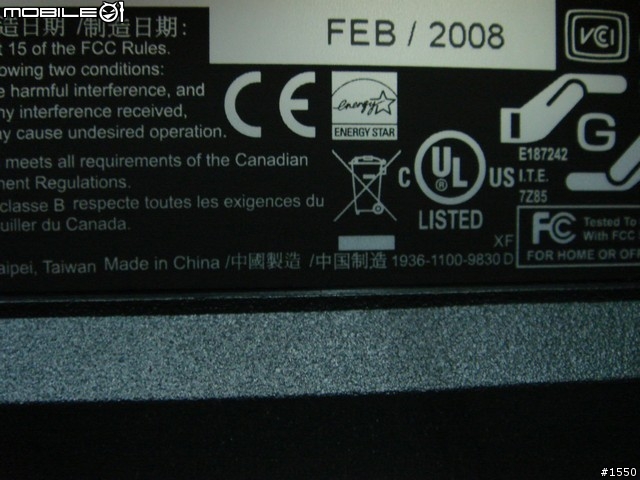 MOBILE01
造日期 /制造日期:
FEB / 2008
VCI
15 of the FCC Rules.
owing two conditions:
harmful interference, and
ny interference received,
ay cause undesired operation.
CE
energy
ENERGY STAR
meets all requirements of the Canadian
ment Regulations.
classe B respecte toutes les exigences du
uiller du Canada.
C UL ® US
LISTED
E187242
I.T.E.
7Z85
G
XF
FC Tested To
With FCC
FOR HOME OR OFF
aipei, Taiwan Made in China /中國製造 /中国制造 1936-1100-9830 D
#1550